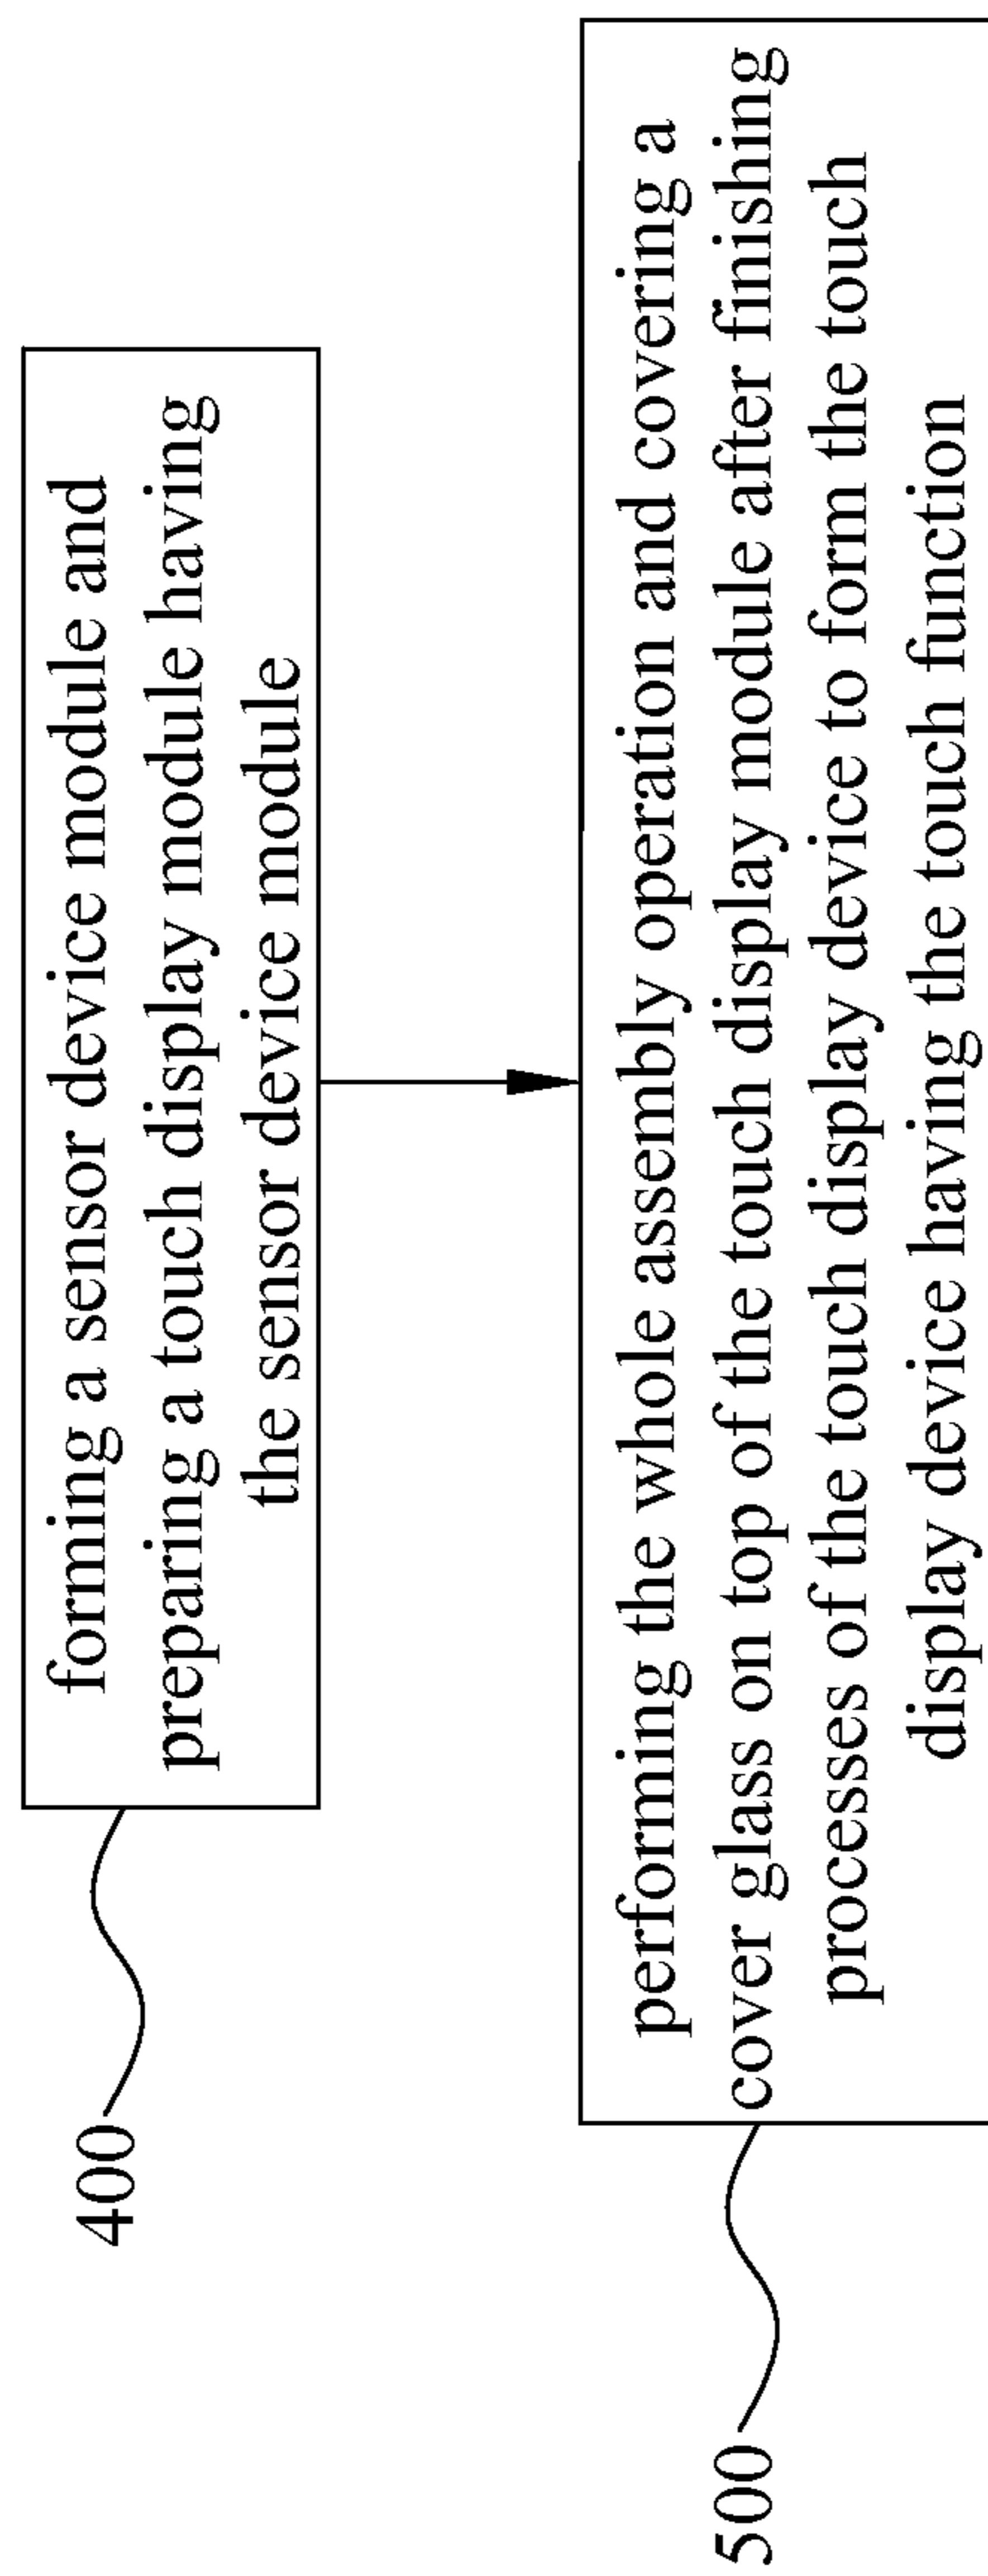 400
forming a sensor device module and
preparing a touch display module having
the sensor device module
500
performing the whole assembly operation and covering a
cover glass on top of the touch display module after finishing
processes of the touch display device to form the touch
display device having the touch function